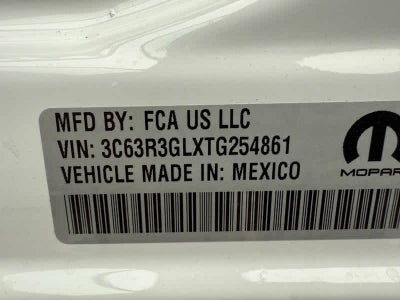 MFD BY: FCA US LLC
VIN: 3C63R3GLXTG254861
VEHICLE MADE IN: MEXICO
MOPAR